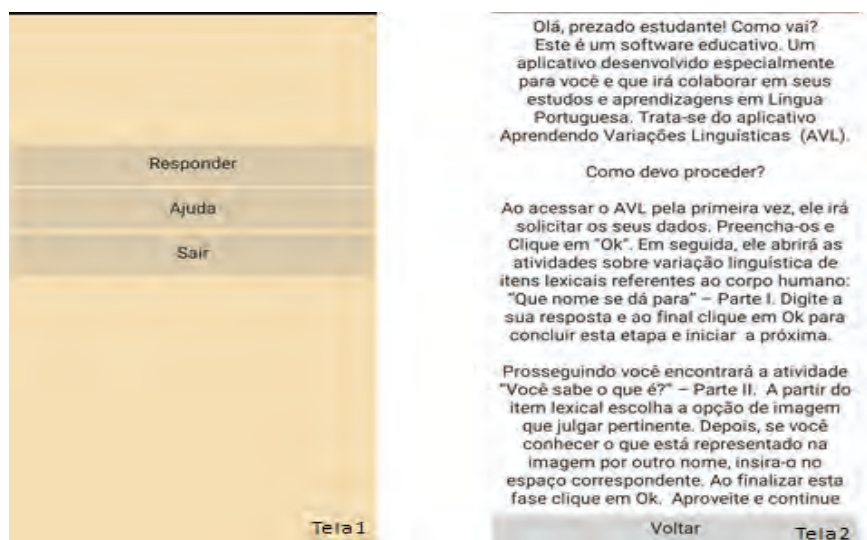 Responder
Ajuda
Sair
Tela1
Olá, prezado estudante! Como vai?
Este é um software educativo. Um
aplicativo desenvolvido especialmente
para você e que irá colaborar em seus
estudos e aprendizagens em Língua
Portuguesa. Trata-se do aplicativo
Aprendendo Variações Linguísticas (AVL).
Como devo proceder?
Ao acessar o AVL pela primeira vez, ele irá
solicitar os seus dados. Preencha-os e
Clique em "Ok". Em seguida, ele abrirá as
atividades sobre variação linguística de
itens lexicais referentes ao corpo humano:
"Que nome se dá para" – Parte I. Digite a
sua resposta e ao final clique em Ok para
concluir esta etapa e iniciar a próxima.
Prosseguindo você encontrará a atividade
"Você sabe o que é?" – Parte II. A partir do
item lexical escolha a opção de imagem
que julgar pertinente. Depois, se você
conhecer o que está representado na
imagem por outro nome, insira-o no
espaço correspondente. Ao finalizar esta
fase clique em Ok. Aproveite e continue
Voltar
Tela2